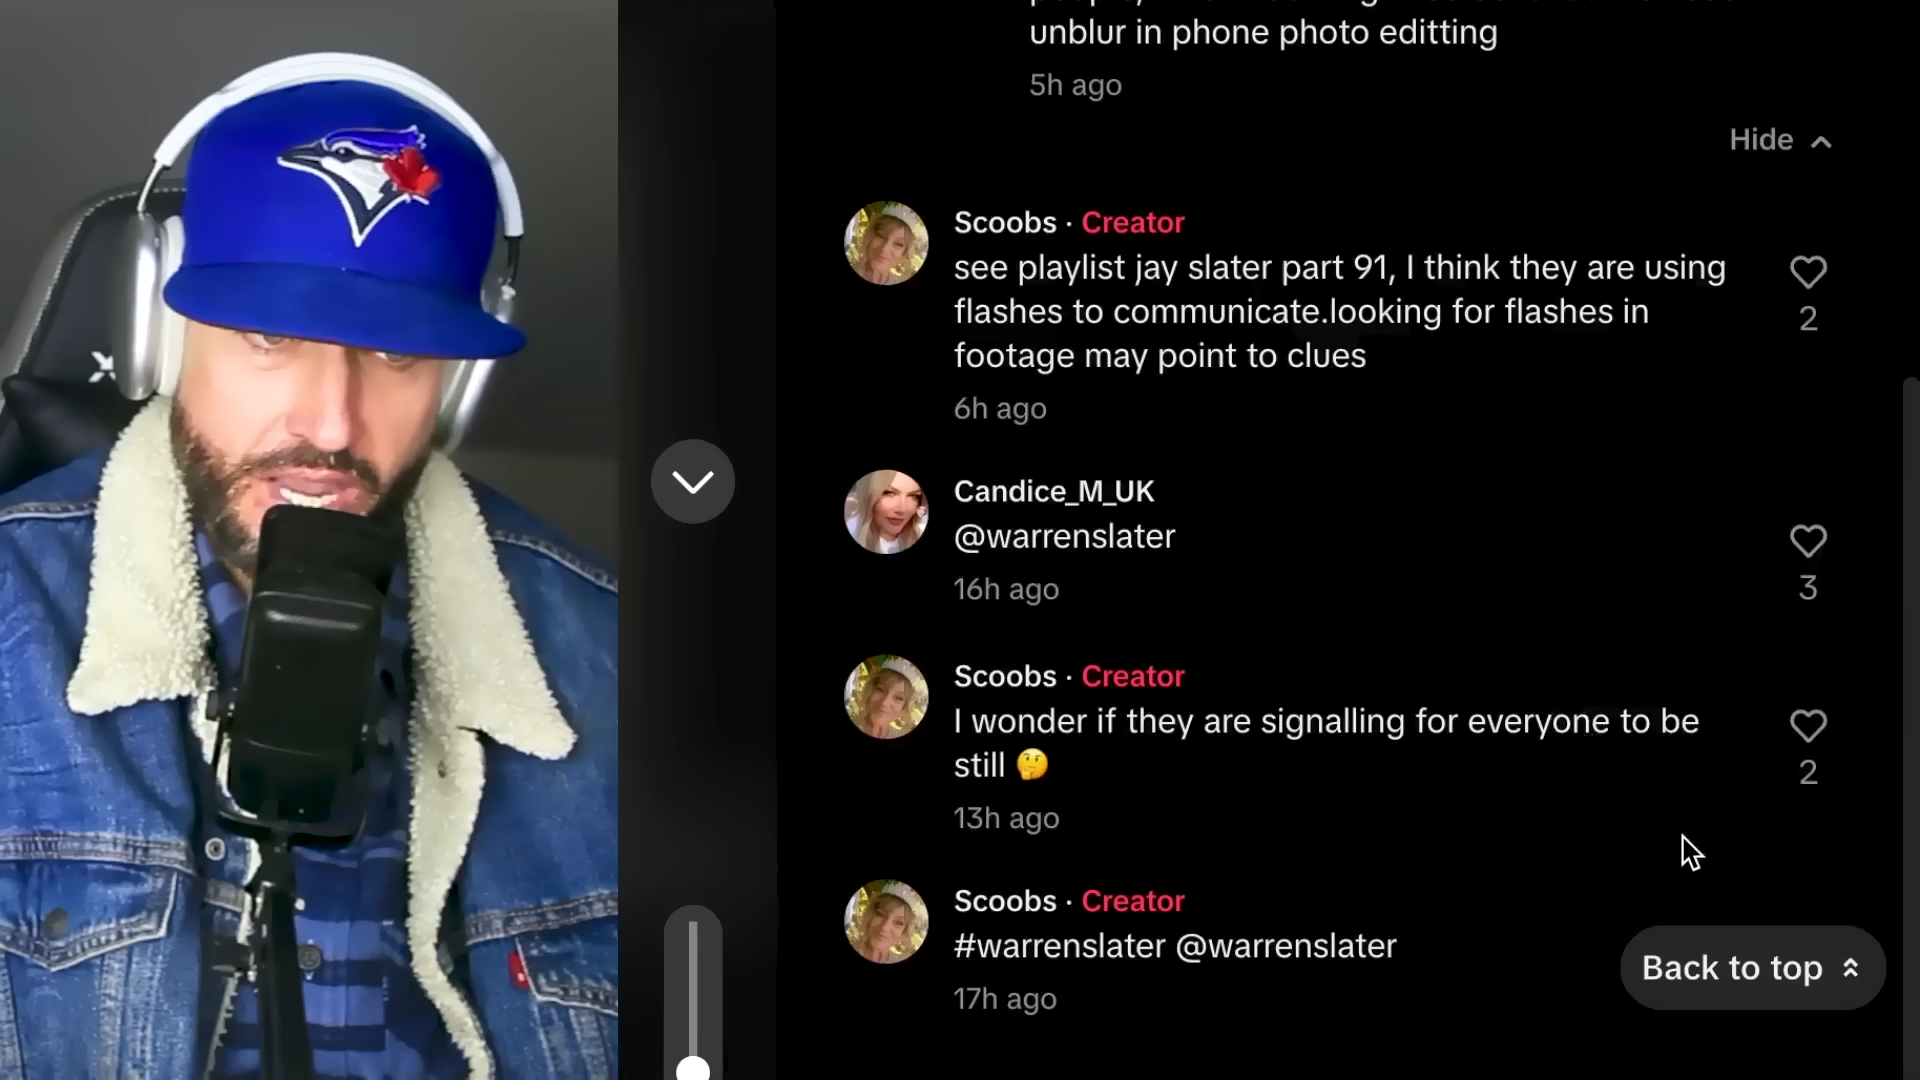 unblur in phone photo editting
5h ago
Hide
Scoobs · Creator
see playlist jay slater part 91, I think they are using
flashes to communicate.looking for flashes in
footage may point to clues
6h ago
2
Candice_M_UK
@warrenslater
16h ago
3
Scoobs · Creator
I wonder if they are signalling for everyone to be
still 🤔
13h ago
2
Scoobs · Creator
#warrenslater @warrenslater
17h ago
Back to top